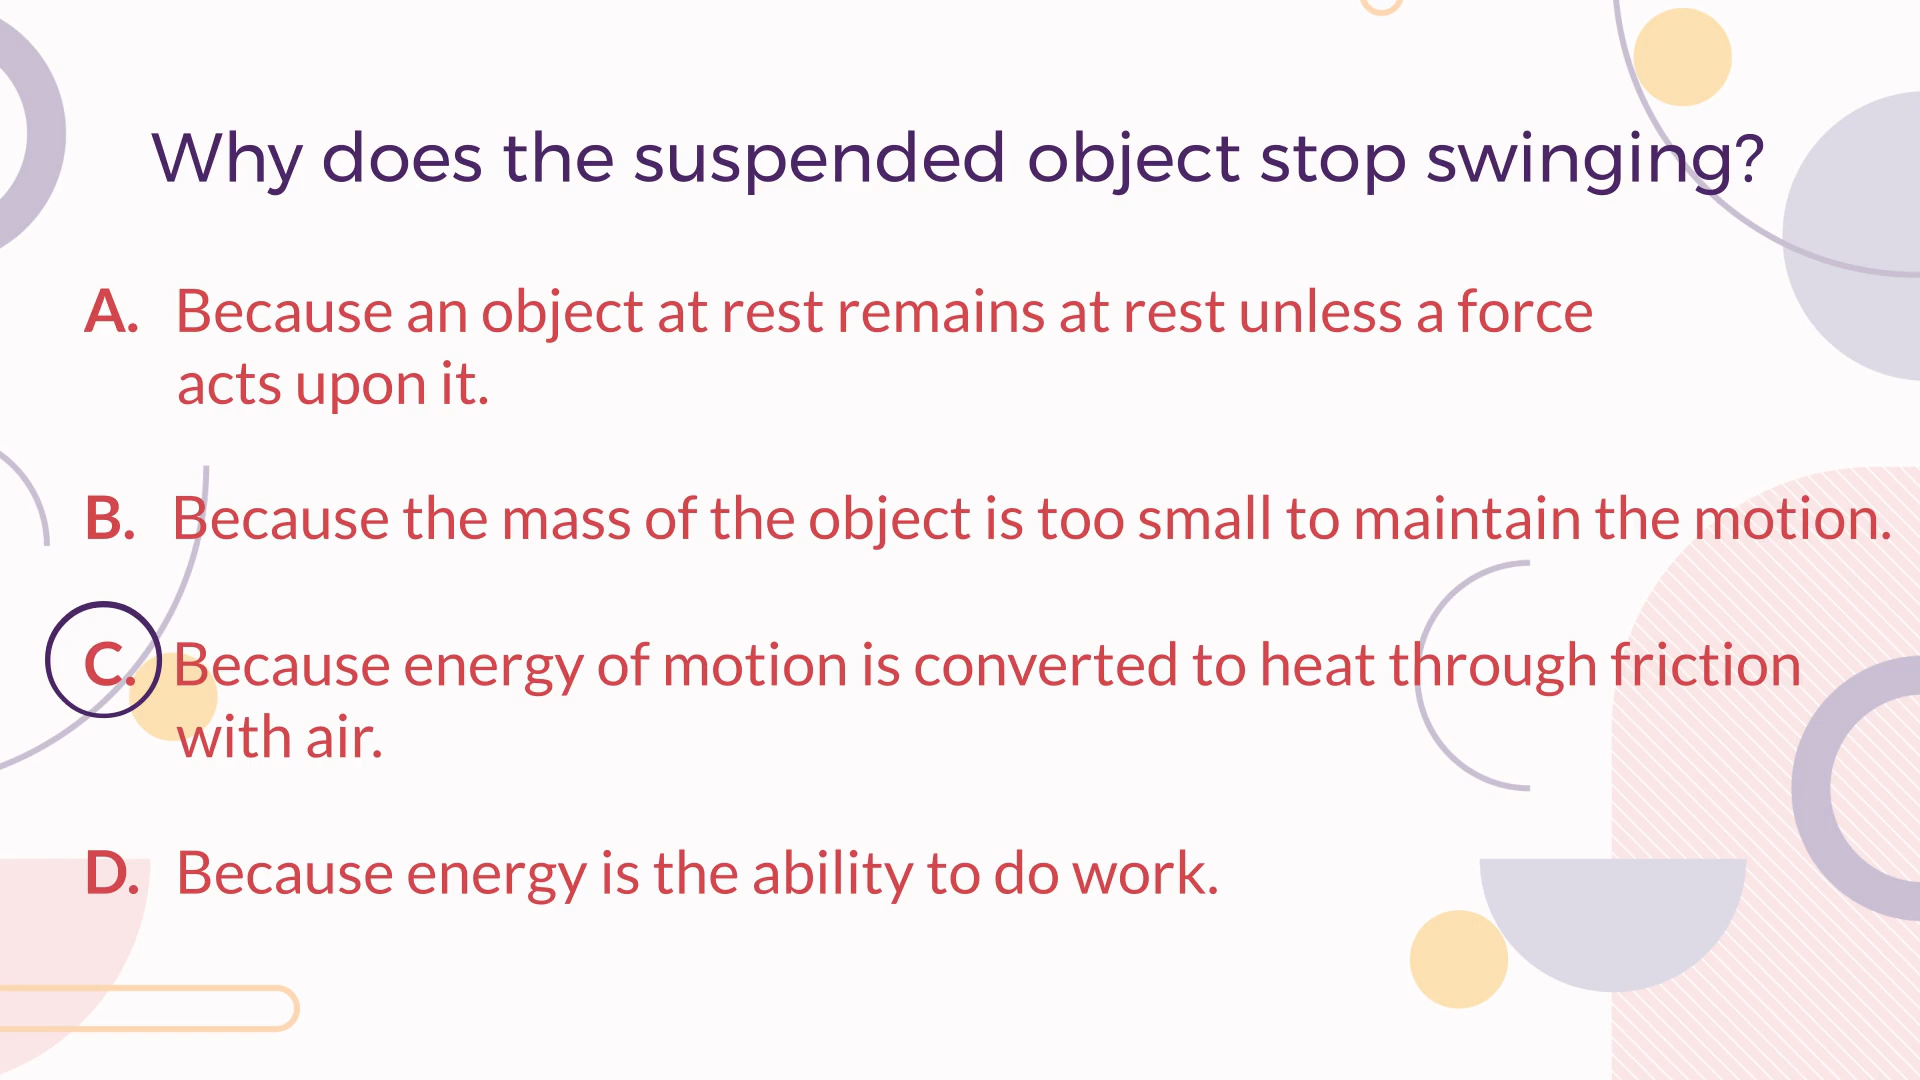 Why does the suspended object stop swinging?
A. Because an object at rest remains at rest unless a force
acts upon it.
B. Because the mass of the object is too small to maintain the motion.
C. Because energy of motion is converted to heat through friction
with air.
D. Because energy is the ability to do work.